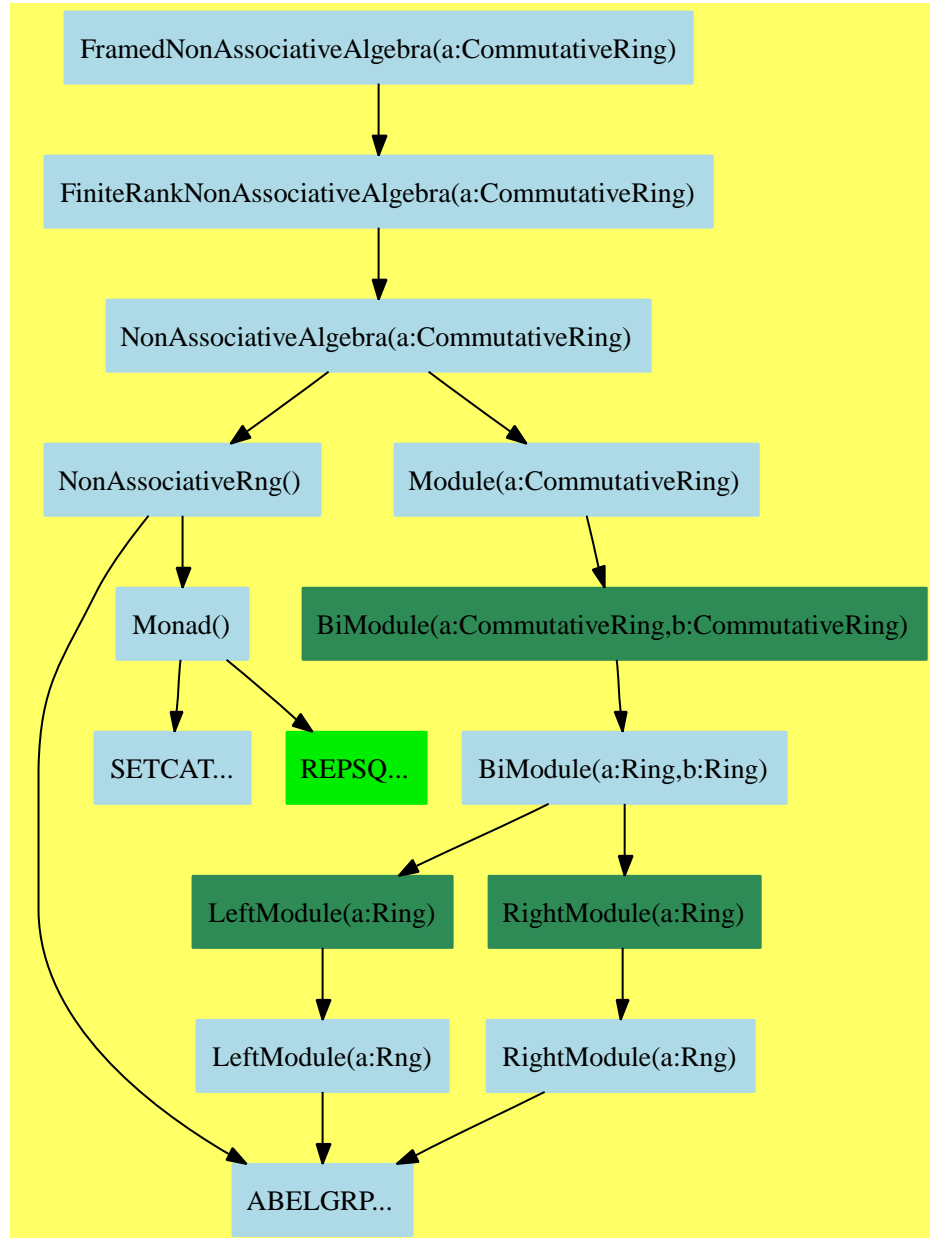 FramedNonAssociativeAlgebra(a:CommutativeRing)
FiniteRankNonAssociativeAlgebra(a:CommutativeRing)
NonAssociativeAlgebra(a:CommutativeRing)
NonAssociativeRng()
Module(a:CommutativeRing)
Monad()
BiModule(a:CommutativeRing,b:CommutativeRing)
SETCAT...
REPSQ...
BiModule(a:Ring,b:Ring)
LeftModule(a:Ring)
RightModule(a:Ring)
LeftModule(a:Rng)
RightModule(a:Rng)
ABELGRP...